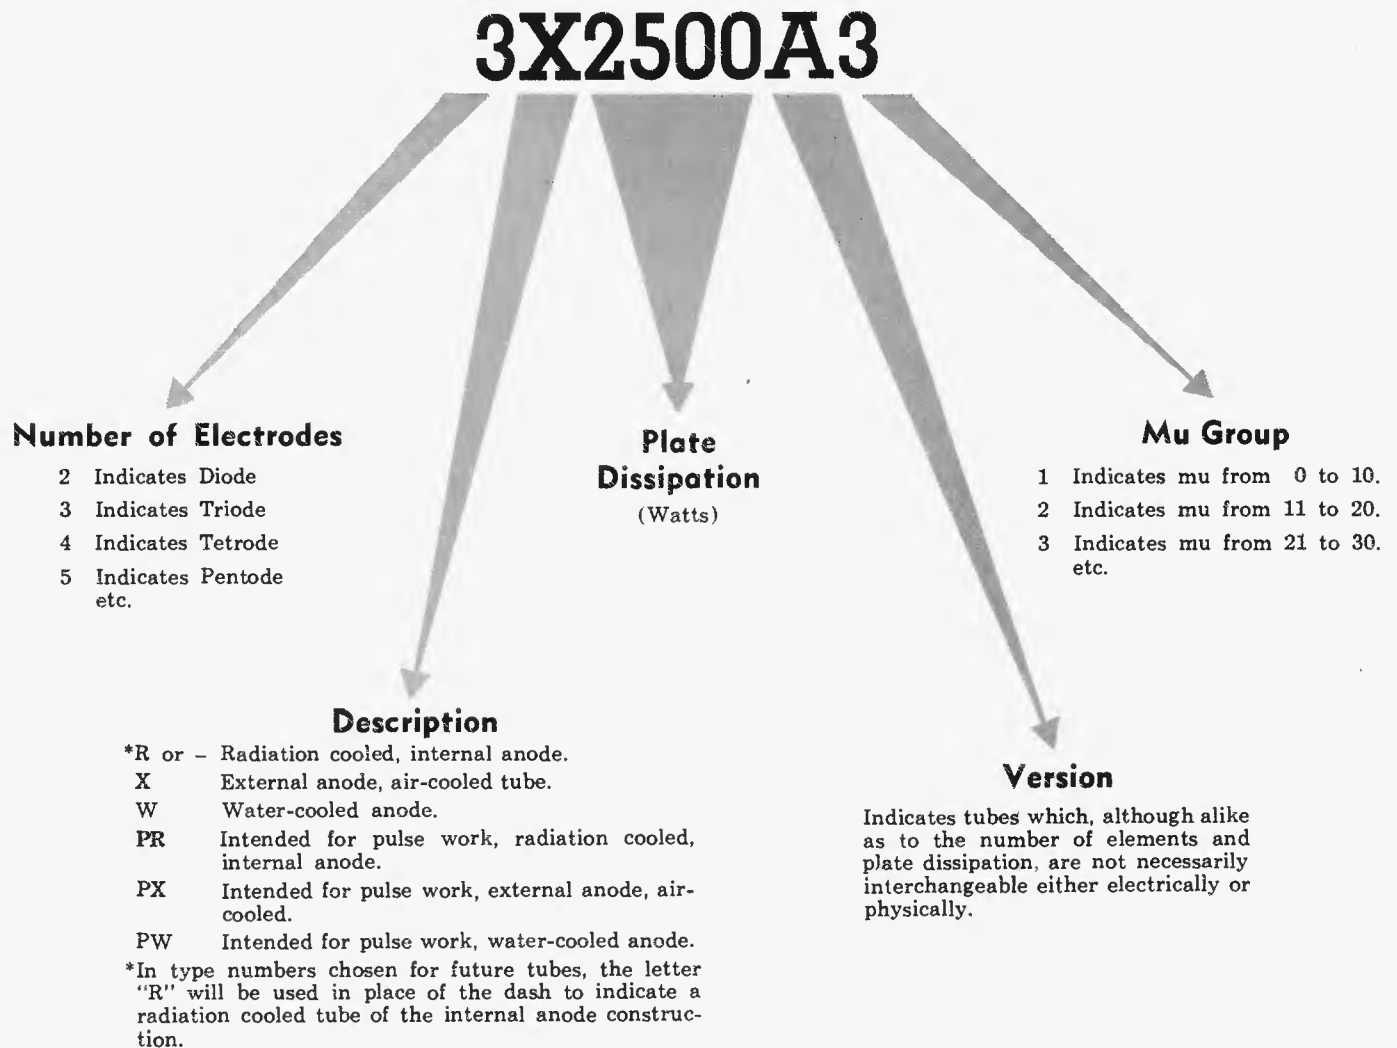 3X2500A3
Number of Electrodes
2 Indicates Diode
3 Indicates Triode
4 Indicates Tetrode
5 Indicates Pentode
etc.
Plate
Dissipation
(Watts)
Mu Group
1 Indicates mu from 0 to 10.
2 Indicates mu from 11 to 20.
3 Indicates mu from 21 to 30.
etc.
Description
*R or – Radiation cooled, internal anode.
X External anode, air-cooled tube.
W Water-cooled anode.
PR Intended for pulse work, radiation cooled,
internal anode.
PX Intended for pulse work, external anode, air-
cooled.
PW Intended for pulse work, water-cooled anode.
*In type numbers chosen for future tubes, the letter
"R" will be used in place of the dash to indicate a
radiation cooled tube of the internal anode construc-
tion.
Version
Indicates tubes which, although alike
as to the number of elements and
plate dissipation, are not necessarily
interchangeable either electrically or
physically.